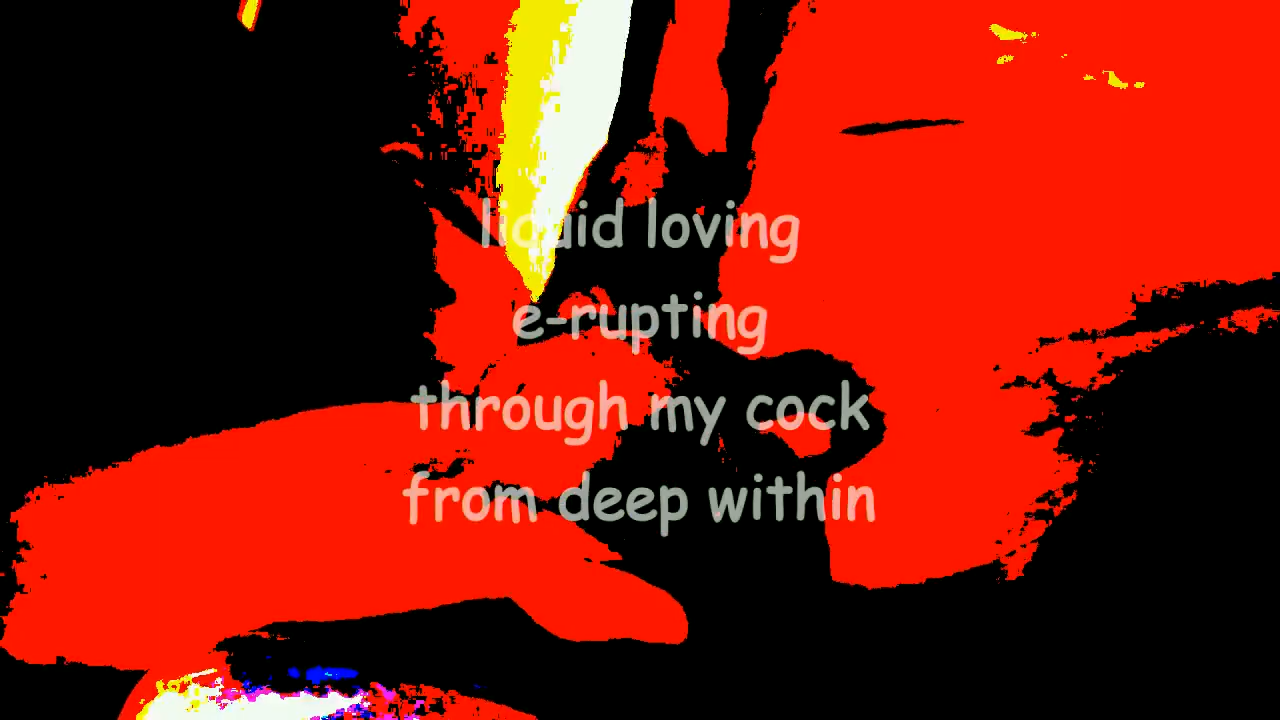 liquid loving
e-rupting
through my cock
from deep within